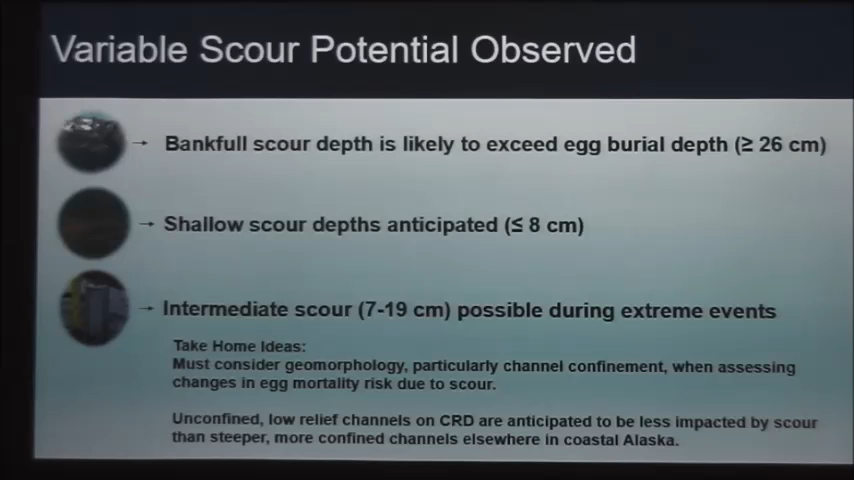 Variable Scour Potential Observed
→ Bankfull scour depth is likely to exceed egg burial depth (≥ 26 cm)
→ Shallow scour depths anticipated (≤ 8 cm)
→ Intermediate scour (7-19 cm) possible during extreme events
Take Home Ideas:
Must consider geomorphology, particularly channel confinement, when assessing
changes in egg mortality risk due to scour.
Unconfined, low relief channels on CRD are anticipated to be less impacted by scour
than steeper, more confined channels elsewhere in coastal Alaska.